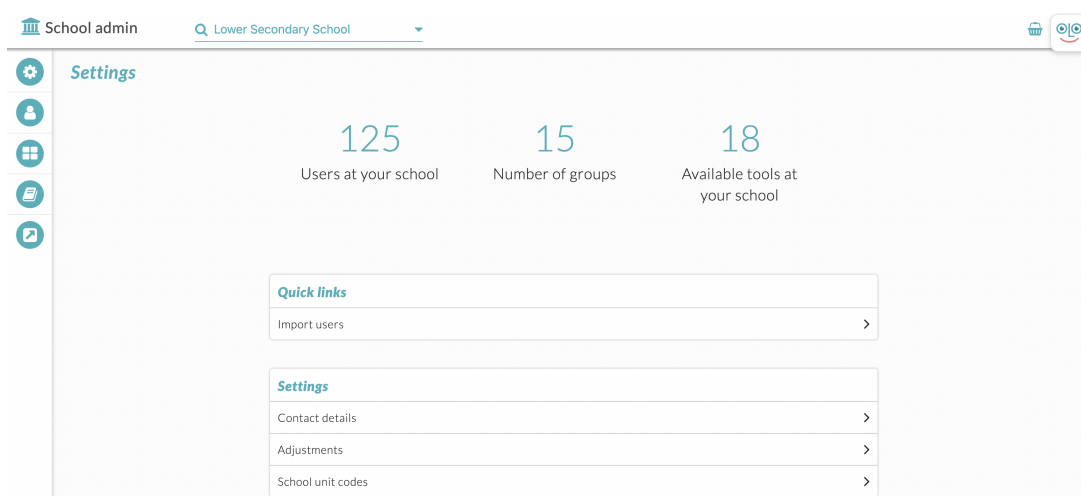 School admin
Lower Secondary School
Settings
125
Users at your school
15
Number of groups
18
Available tools at
your school
Quick links
Import users
Settings
Contact details
Adjustments
School unit codes